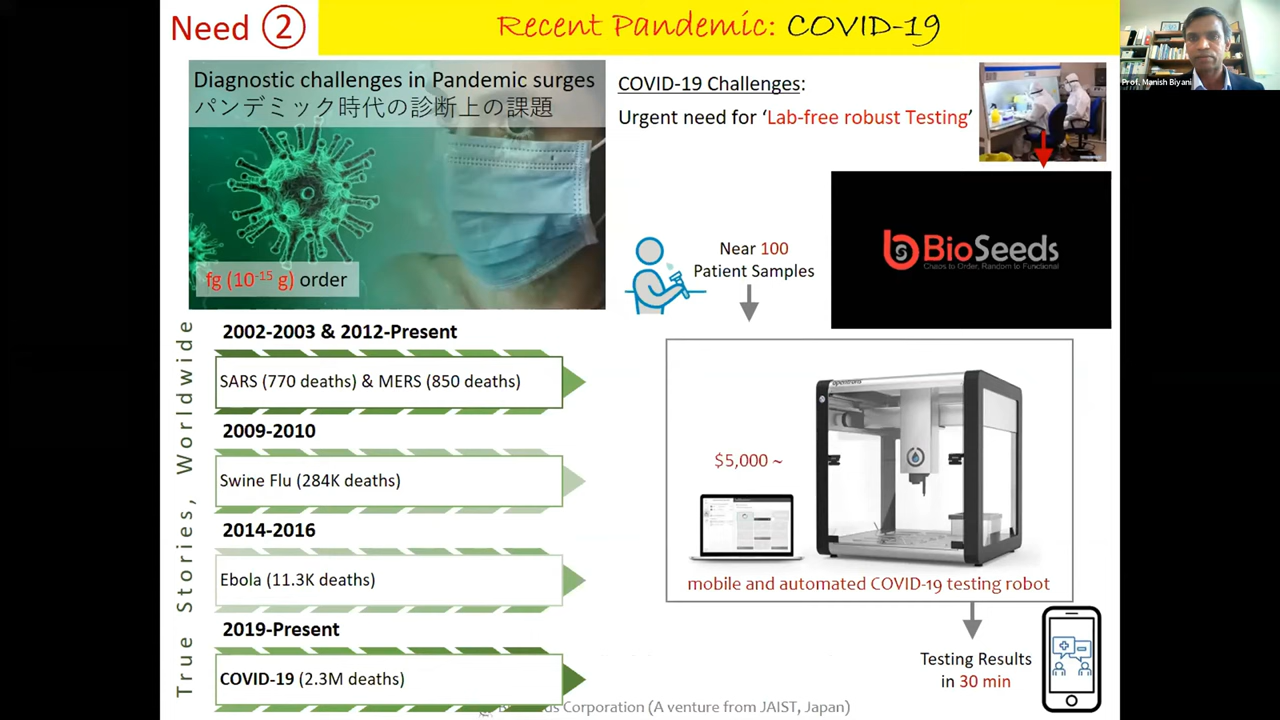 Need ②
Recent Pandemic: COVID-19
Prof. Manish Biyani
Diagnostic challenges in Pandemic surges
パンデミック時代の診断上の課題
fg (10-15 g) order
COVID-19 Challenges:
Urgent need for ‘Lab-free robust Testing’
BioSeeds
Chaos to Order, Random to Functional
Near 100
Patient Samples
True Stories, Worldwide
2002-2003 & 2012-Present
SARS (770 deaths) & MERS (850 deaths)
2009-2010
Swine Flu (284K deaths)
2014-2016
Ebola (11.3K deaths)
2019-Present
COVID-19 (2.3M deaths)
opentrons
$5,000 ~
mobile and automated COVID-19 testing robot
Testing Results
in 30 min
Corporation (A venture from JAIST, Japan)